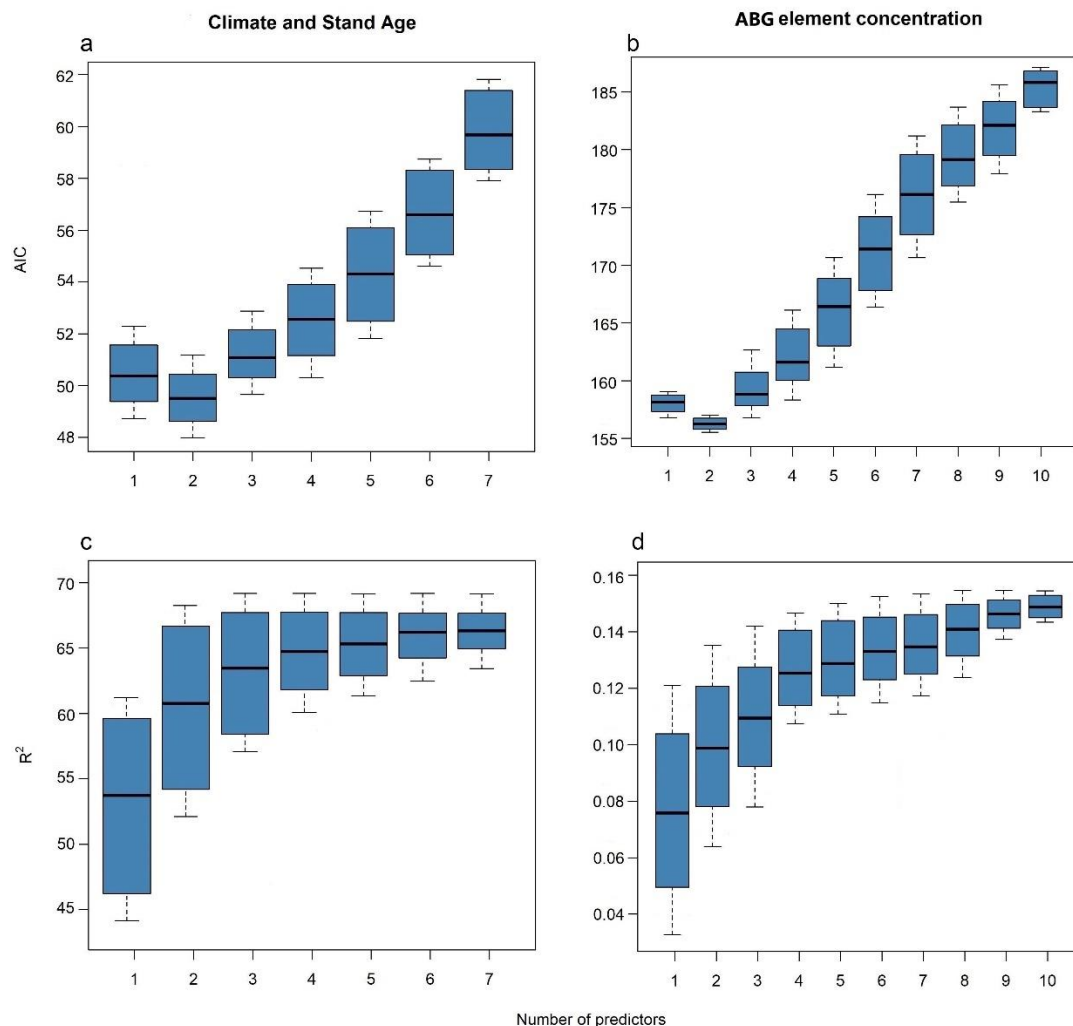 Climate and Stand Age
ABG element concentration
a
b
AIC
62
60
58
56
54
52
50
48
1 2 3 4 5 6 7
185
180
175
170
165
160
155
1 2 3 4 5 6 7 8 9 10
c
d
R²
70
65
60
55
50
45
1 2 3 4 5 6 7
0.16
0.14
0.12
0.10
0.08
0.06
0.04
1 2 3 4 5 6 7 8 9 10
Number of predictors